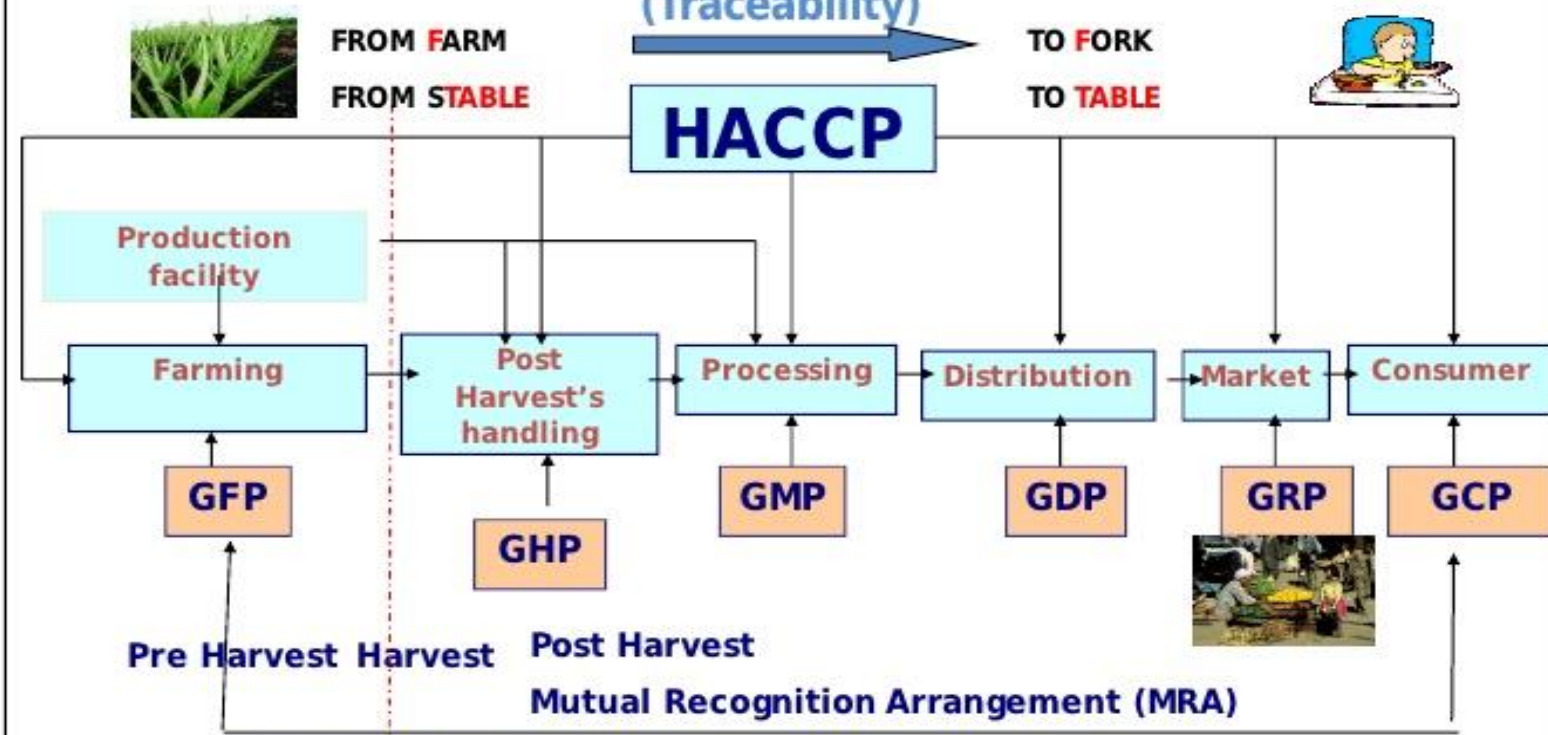 (Traceability)
FROM FARM
TO FORK
FROM STABLE
TO TABLE
HACCP
Production
facility
Farming
Post
Harvest’s
handling
Processing
Distribution
Market
Consumer
GFP
GHP
GMP
GDP
GRP
GCP
Pre Harvest Harvest
Post Harvest
Mutual Recognition Arrangement (MRA)